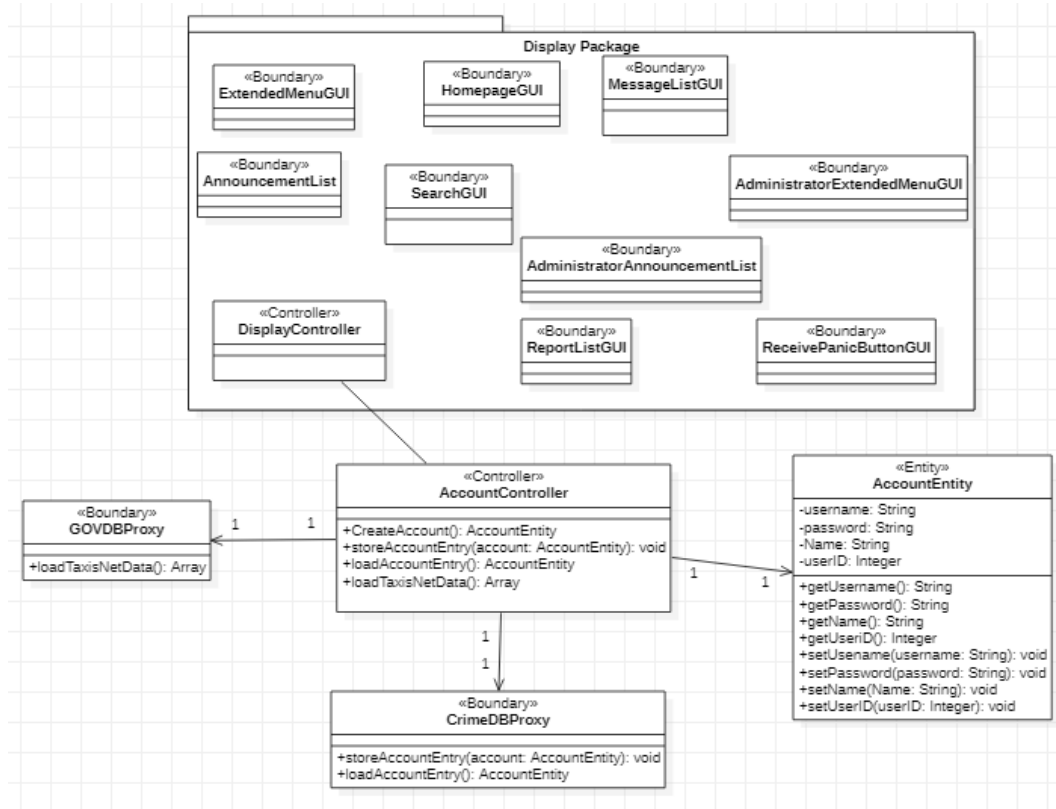 Display Package
«Boundary»
ExtendedMenuGUI
«Boundary»
HomepageGUI
«Boundary»
MessageListGUI
«Boundary»
AnnouncementList
«Boundary»
SearchGUI
«Boundary»
AdministratorExtendedMenuGUI
«Boundary»
AdministratorAnnouncementList
«Controller»
DisplayController
«Boundary»
ReportListGUI
«Boundary»
ReceivePanicButtonGUI
«Boundary»
GOVDBProxy
+loadTaxisNetData(): Array
1
1
«Controller»
AccountController
+CreateAccount(): AccountEntity
+storeAccountEntry(account: AccountEntity): void
+loadAccountEntry(): AccountEntity
+loadTaxisNetData(): Array
1
1
«Entity»
AccountEntity
-username: String
-password: String
-Name: String
-userID: Integer
+getUsername(): String
+getPassword(): String
+getName(): String
+getUseriD(): Integer
+setUsename(username: String): void
+setPassword(password: String): void
+setName(Name: String): void
+setUserID(userID: Integer): void
1
1
«Boundary»
CrimeDBProxy
+storeAccountEntry(account: AccountEntity): void
+loadAccountEntry(): AccountEntity